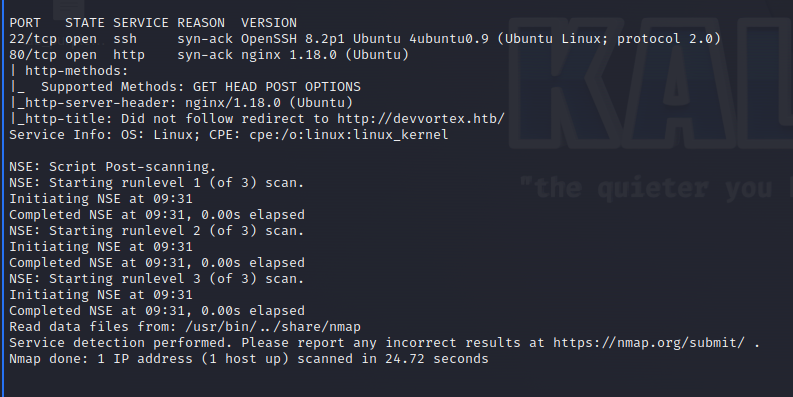 PORT   STATE SERVICE REASON  VERSION
22/tcp open  ssh     syn-ack OpenSSH 8.2p1 Ubuntu 4ubuntu0.9 (Ubuntu Linux; protocol 2.0)
80/tcp open  http    syn-ack nginx 1.18.0 (Ubuntu)
| http-methods:
|_  Supported Methods: GET HEAD POST OPTIONS
|_http-server-header: nginx/1.18.0 (Ubuntu)
|_http-title: Did not follow redirect to http://devvortex.htb/
Service Info: OS: Linux; CPE: cpe:/o:linux:linux_kernel
KAL
NSE: Script Post-scanning.
NSE: Starting runlevel 1 (of 3) scan.
"the quieter you
Initiating NSE at 09:31
Completed NSE at 09:31, 0.00s elapsed
NSE: Starting runlevel 2 (of 3) scan.
Initiating NSE at 09:31
Completed NSE at 09:31, 0.00s elapsed
NSE: Starting runlevel 3 (of 3) scan.
Initiating NSE at 09:31
Completed NSE at 09:31, 0.00s elapsed
Read data files from: /usr/bin/../share/nmap
Service detection performed. Please report any incorrect results at https://nmap.org/submit/ .
Nmap done: 1 IP address (1 host up) scanned in 24.72 seconds